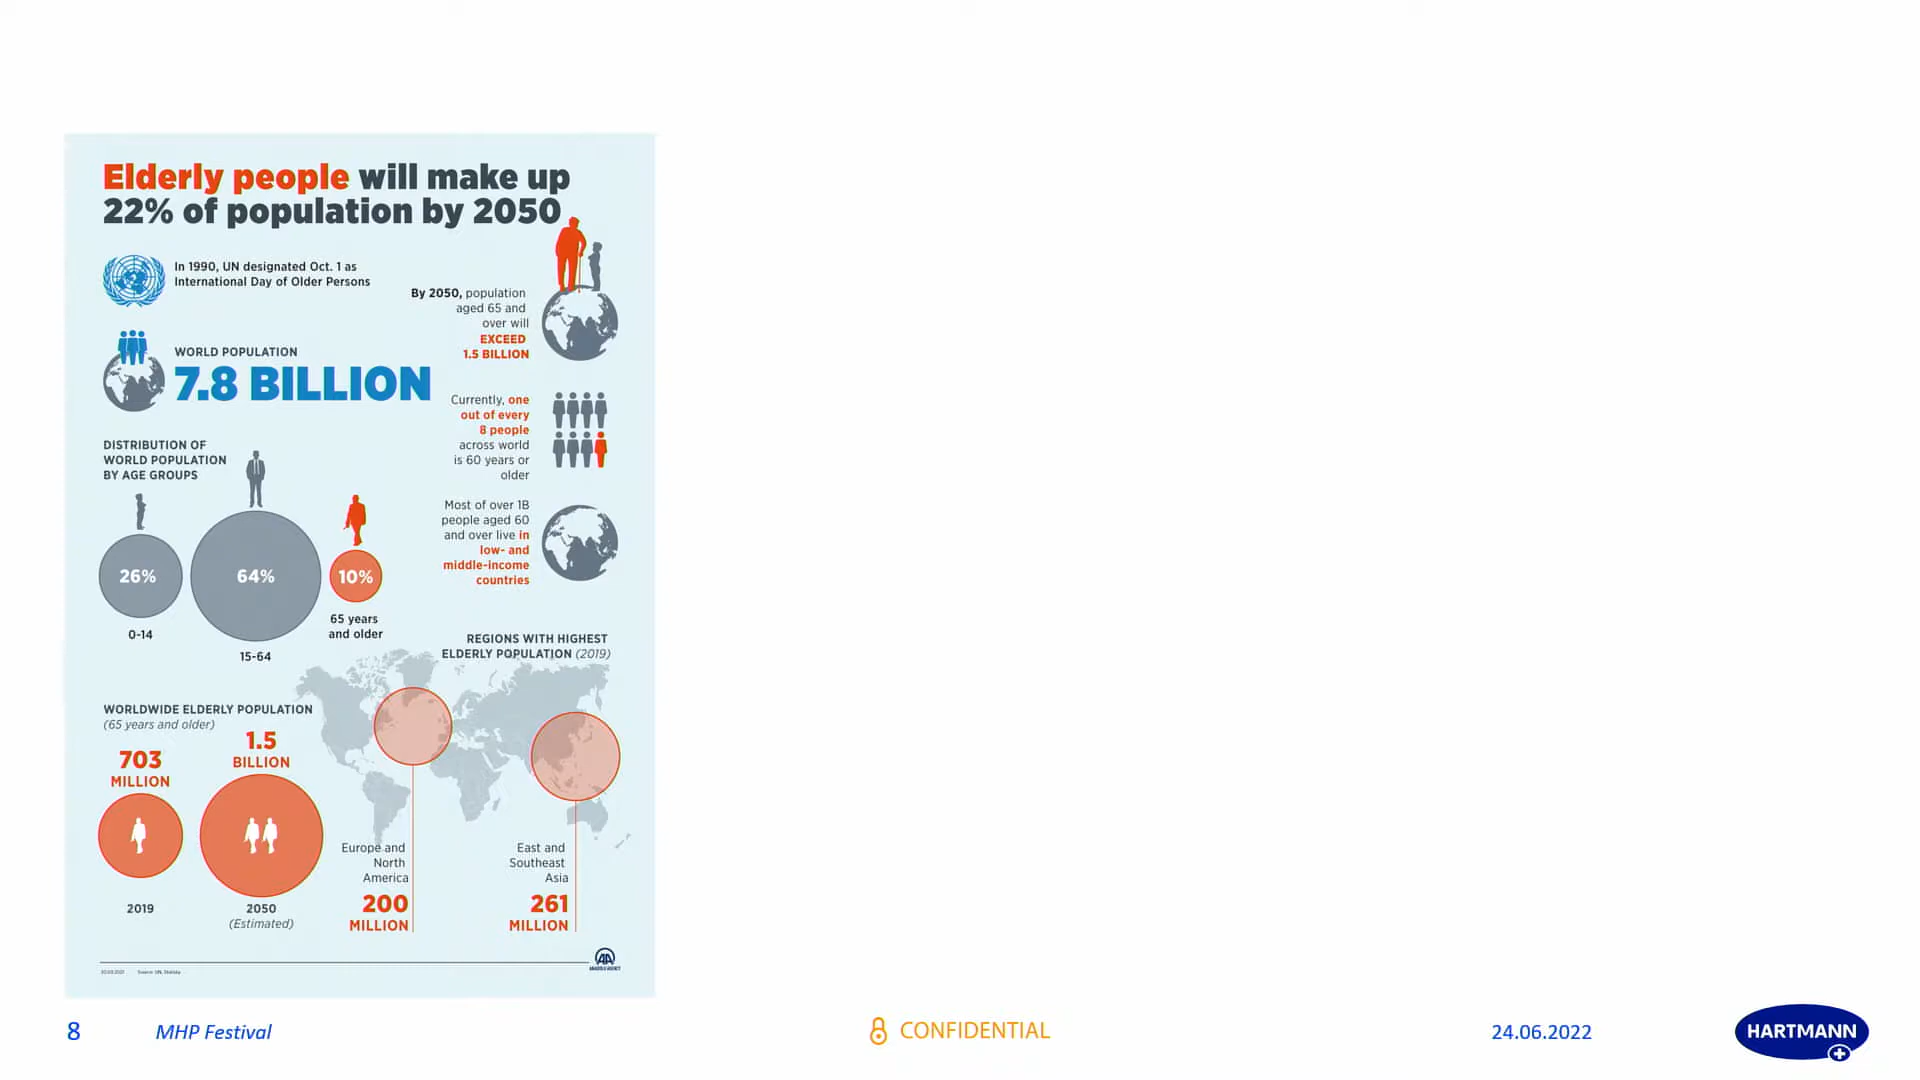 Elderly people will make up
22% of population by 2050
In 1990, UN designated Oct. 1 as
International Day of Older Persons
By 2050, population
aged 65 and
over will
EXCEED
1.5 BILLION
WORLD POPULATION
7.8 BILLION
Currently, one
out of every
8 people
across world
is 60 years or
older
DISTRIBUTION OF
WORLD POPULATION
BY AGE GROUPS
26%
64%
10%
0-14
15-64
65 years
and older
Most of over 1B
people aged 60
and over live in
low- and
middle-income
countries
REGIONS WITH HIGHEST
ELDERLY POPULATION (2019)
WORLDWIDE ELDERLY POPULATION
(65 years and older)
703
MILLION
1.5
BILLION
2019
2050
(Estimated)
Europe and
North
America
200
MILLION
East and
Southeast
Asia
261
MILLION
Source: UN, Statista
AA
ANADOLU AGENCY
8
MHP Festival
CONFIDENTIAL
24.06.2022
HARTMANN